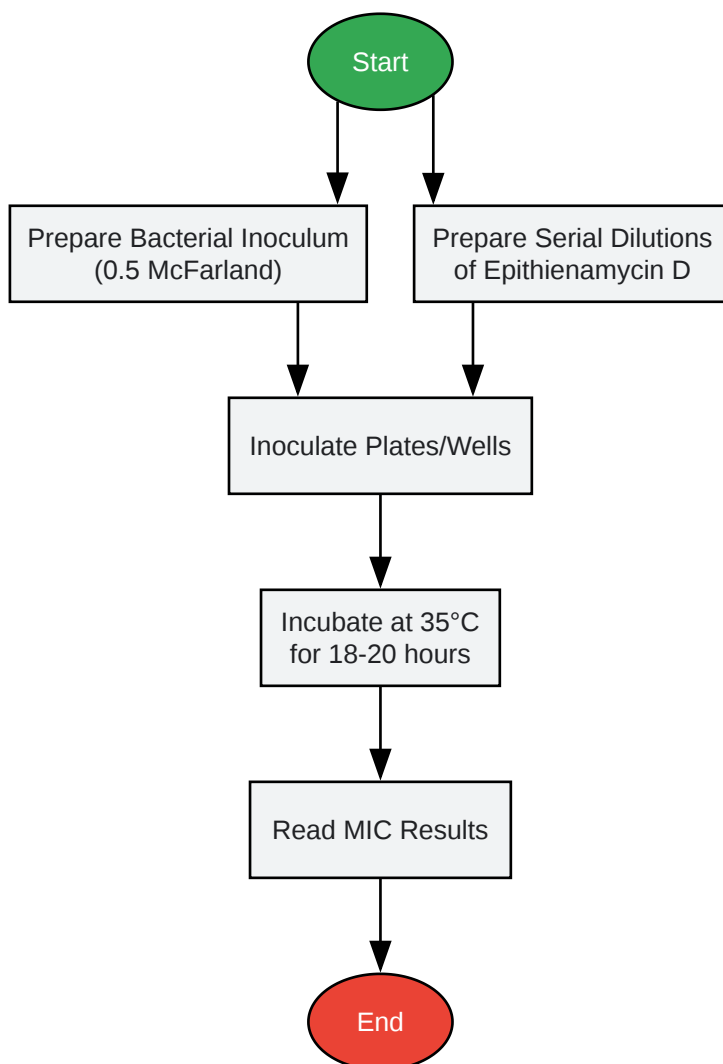 Start
Prepare Bacterial Inoculum
(0.5 McFarland)
Prepare Serial Dilutions
of Epithienamycin D
Inoculate Plates/Wells
Incubate at 35°C
for 18-20 hours
Read MIC Results
End